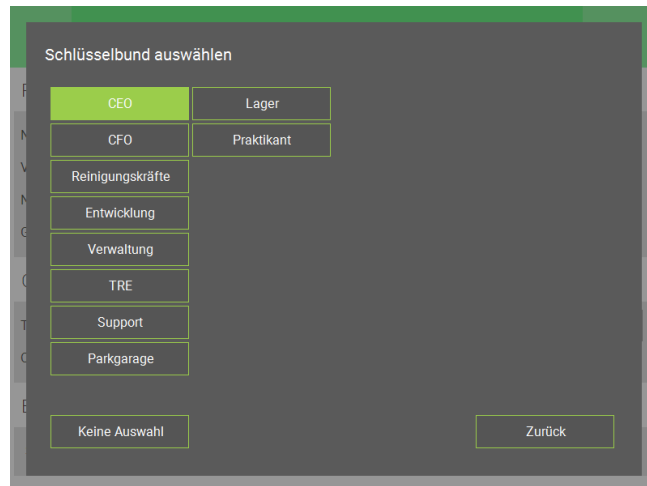 Schlüsselbund auswählen
CEO
Lager
CFO
Praktikant
Reinigungskräfte
Entwicklung
Verwaltung
TRE
Support
Parkgarage
Keine Auswahl
Zurück